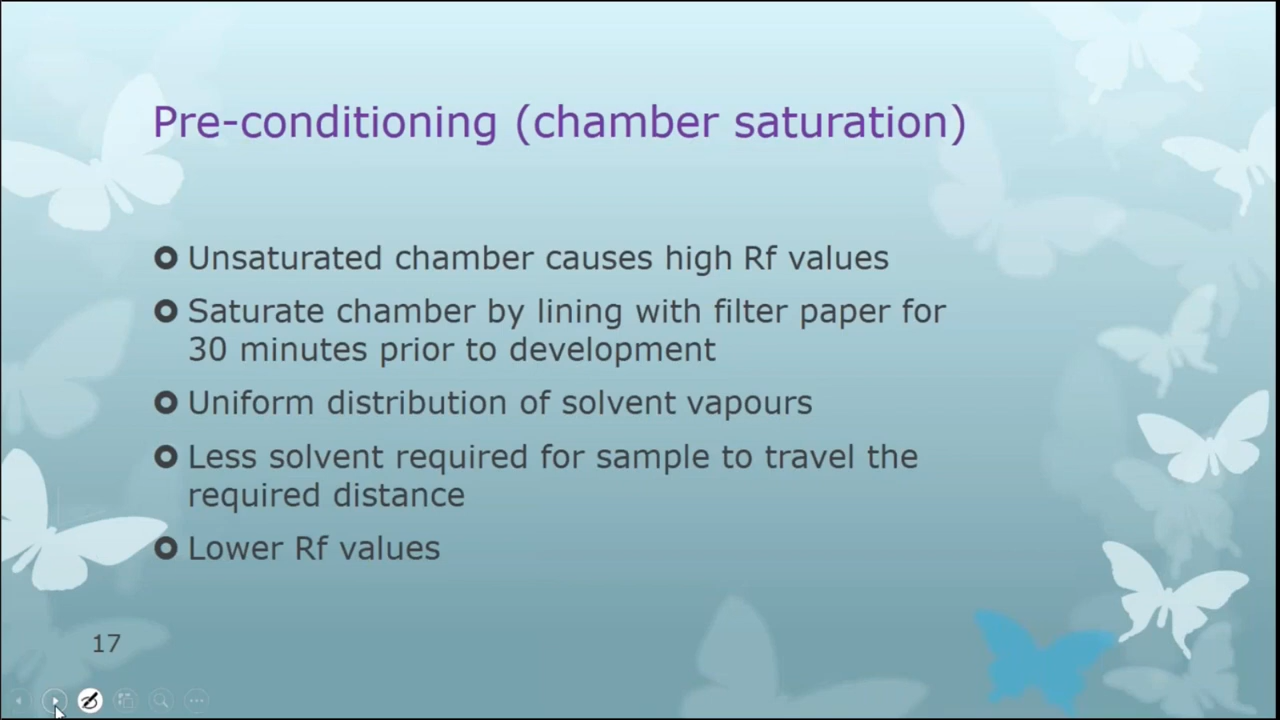 Pre-conditioning (chamber saturation)
Unsaturated chamber causes high Rf values
Saturate chamber by lining with filter paper for
30 minutes prior to development
Uniform distribution of solvent vapours
Less solvent required for sample to travel the
required distance
Lower Rf values
17